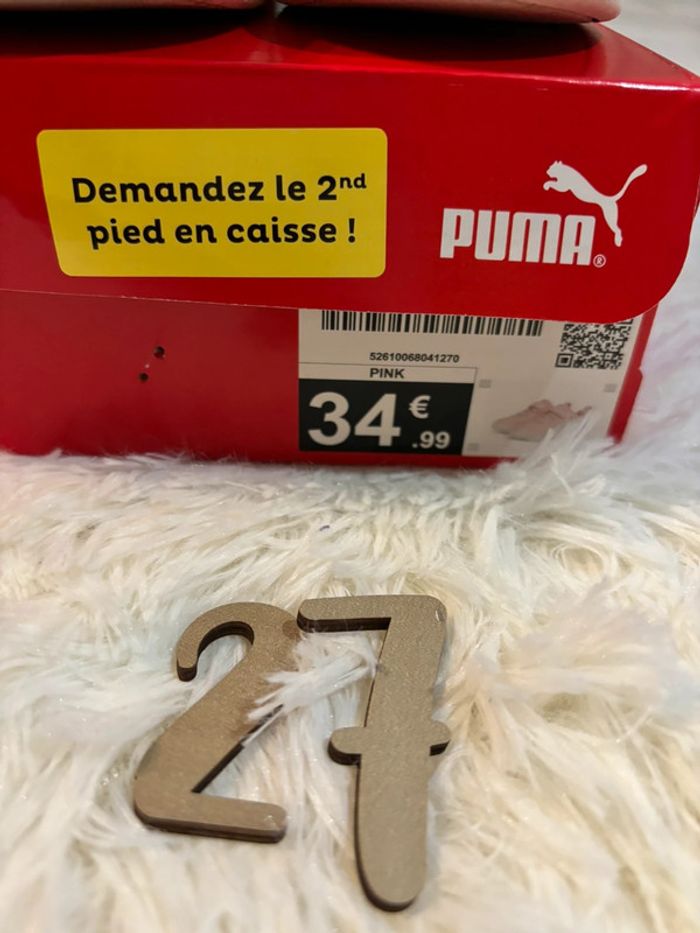 Demandez le 2nd
pied en caisse !
PUMA®
52610068041270
PINK
34€.99
27